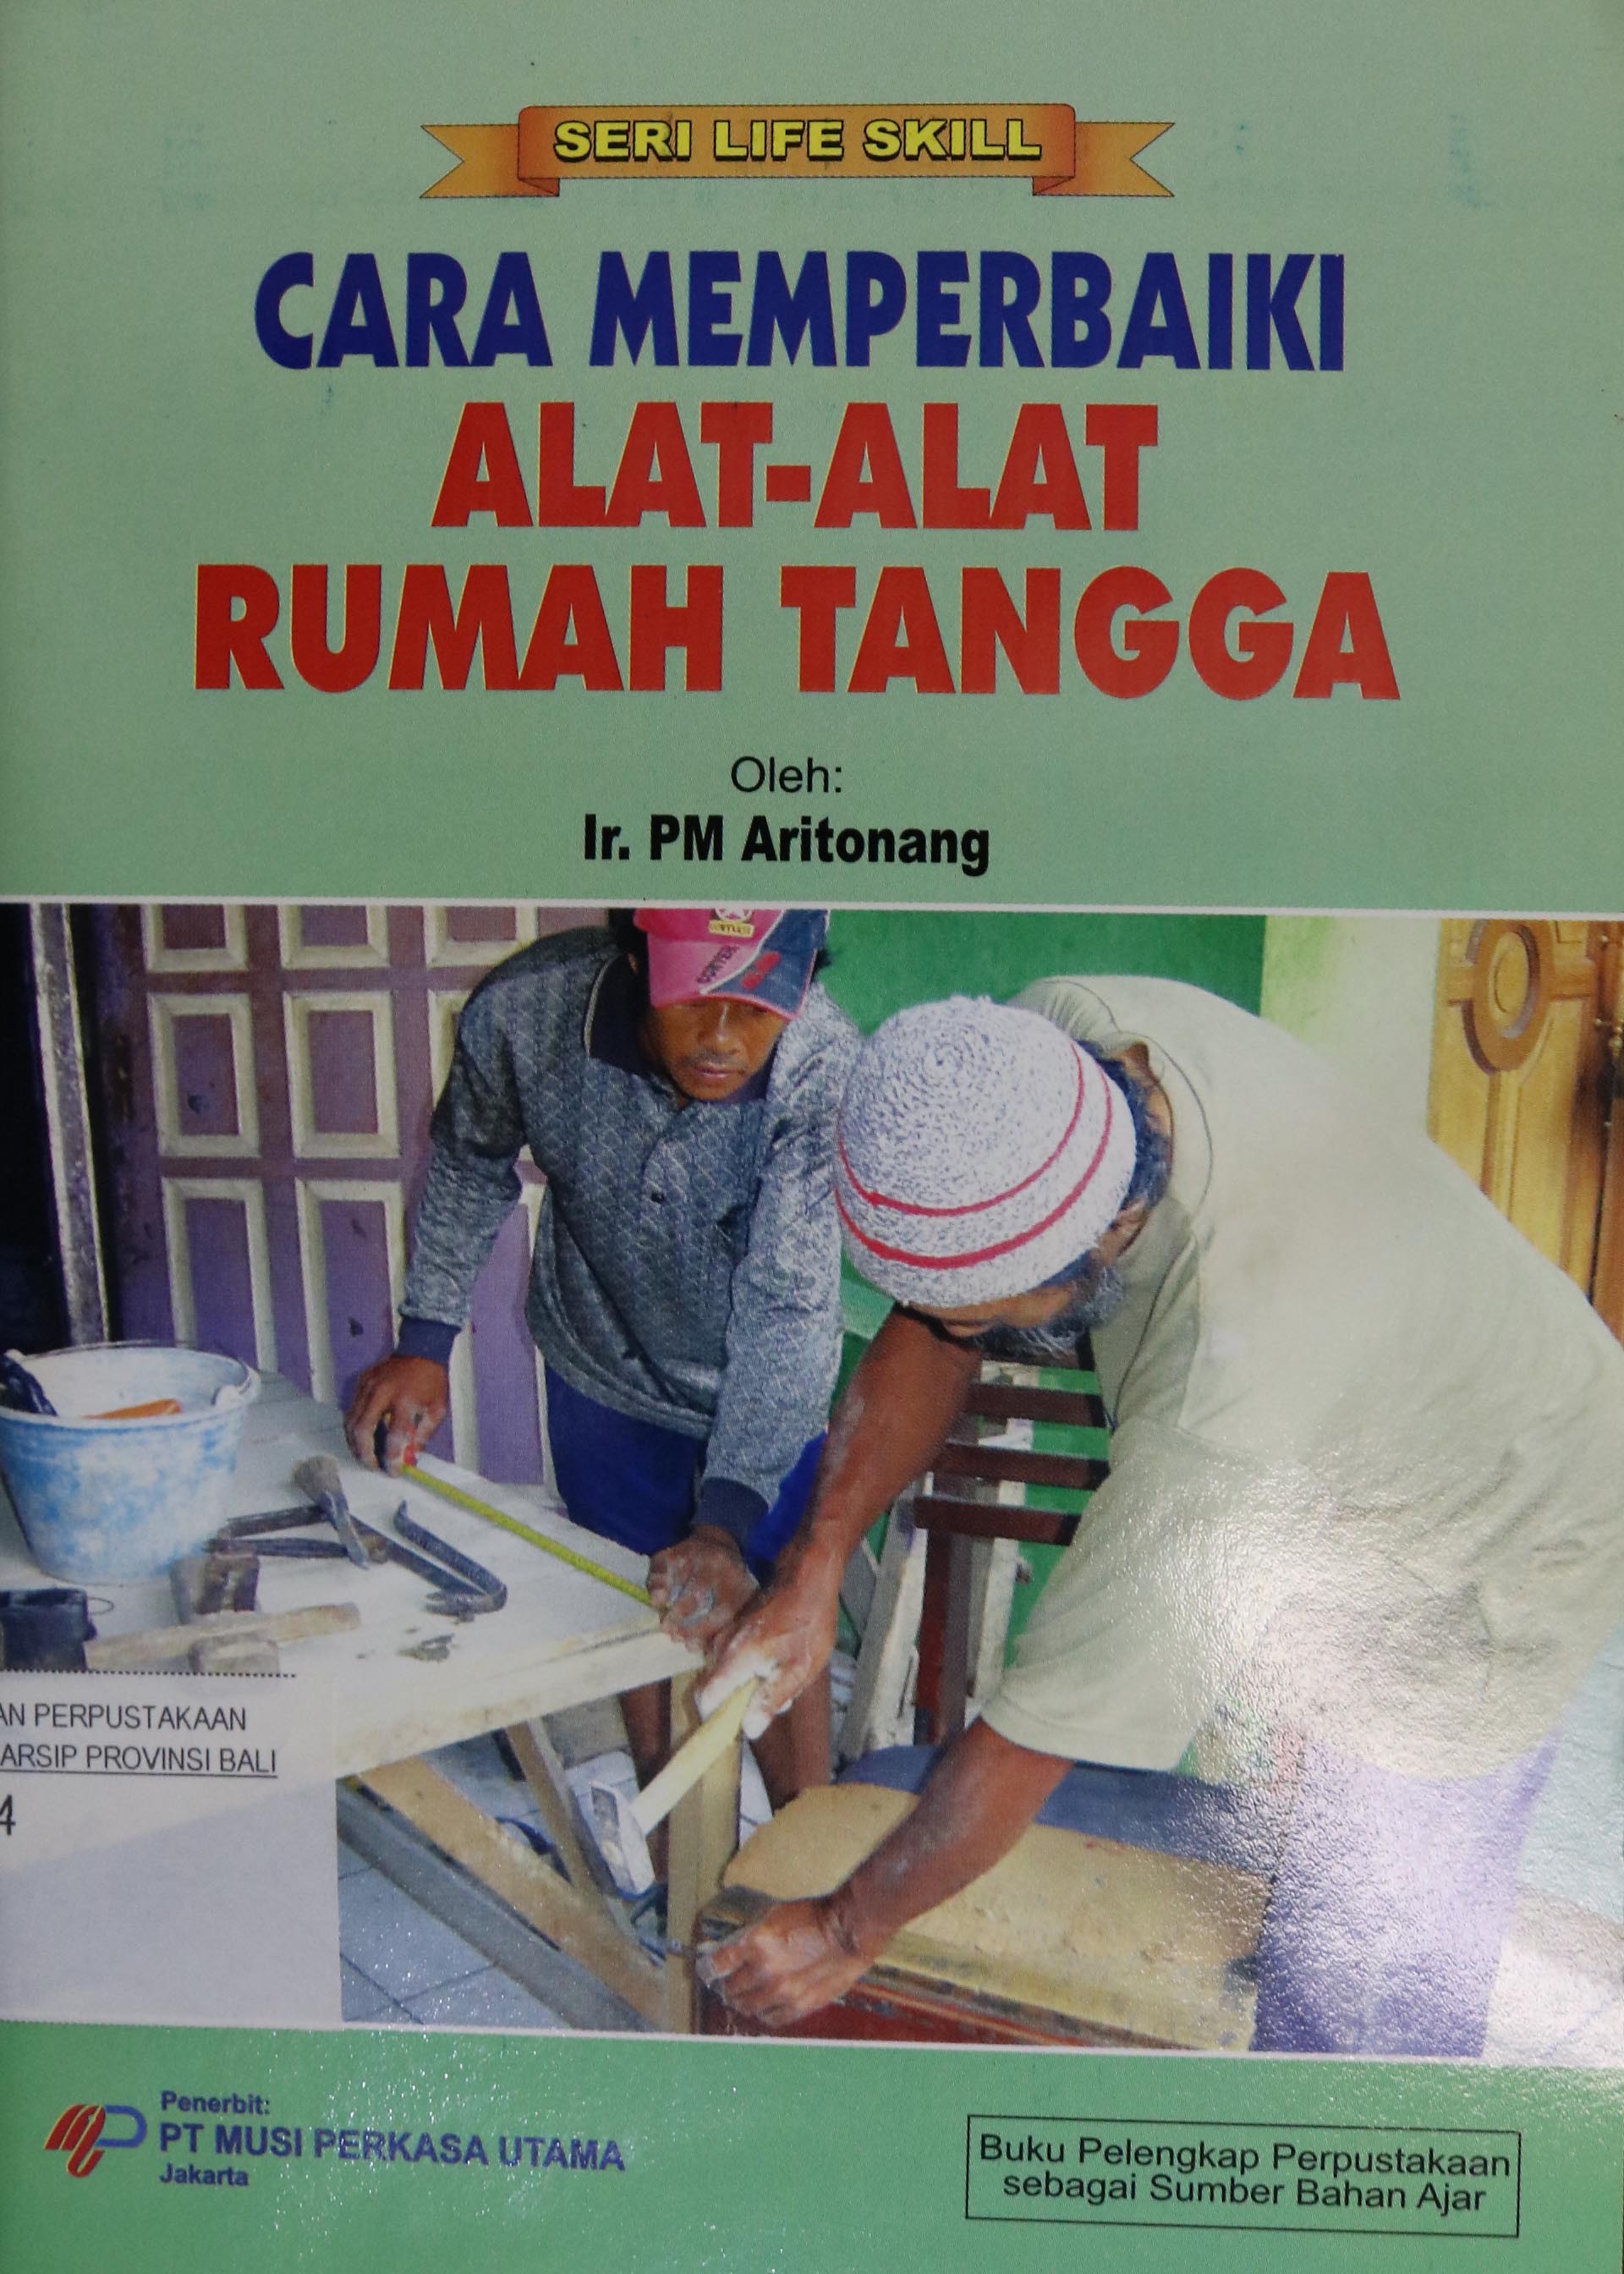 SERI LIFE SKILL
CARA MEMPERBAIKI
ALAT-ALAT
RUMAH TANGGA
Oleh:
Ir. PM Aritonang
AN PERPUSTAKAAN
ARSIP PROVINSI BALI
4
Penerbit:
PT MUSI PERKASA UTAMA
Jakarta
Buku Pelengkap Perpustakaan
sebagai Sumber Bahan Ajar